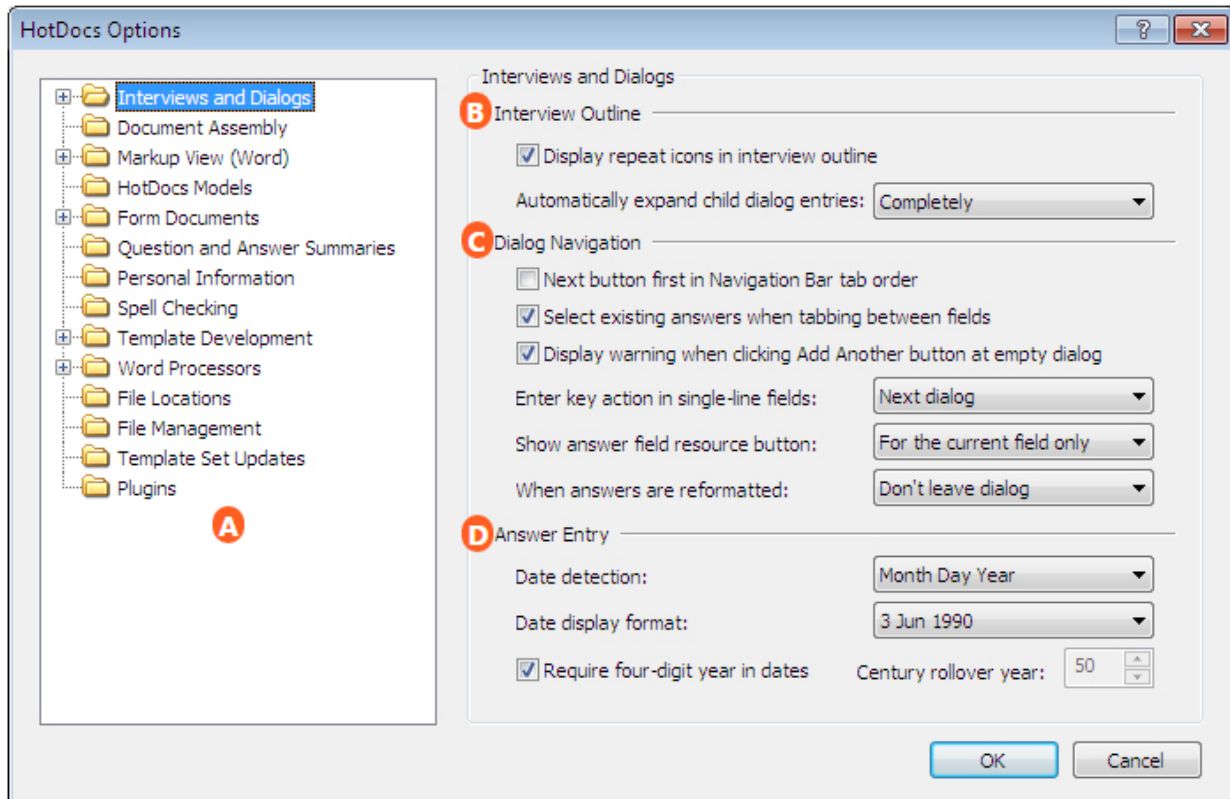 HotDocs Options
Interviews and Dialogs
Document Assembly
Markup View (Word)
HotDocs Models
Form Documents
Question and Answer Summaries
Personal Information
Spell Checking
Template Development
Word Processors
File Locations
File Management
Template Set Updates
Plugins
A
Interviews and Dialogs
B Interview Outline
Display repeat icons in interview outline
Automatically expand child dialog entries: Completely
C Dialog Navigation
Next button first in Navigation Bar tab order
Select existing answers when tabbing between fields
Display warning when clicking Add Another button at empty dialog
Enter key action in single-line fields: Next dialog
Show answer field resource button: For the current field only
When answers are reformatted: Don't leave dialog
D Answer Entry
Date detection: Month Day Year
Date display format: 3 Jun 1990
Require four-digit year in dates Century rollover year: 50
OK Cancel